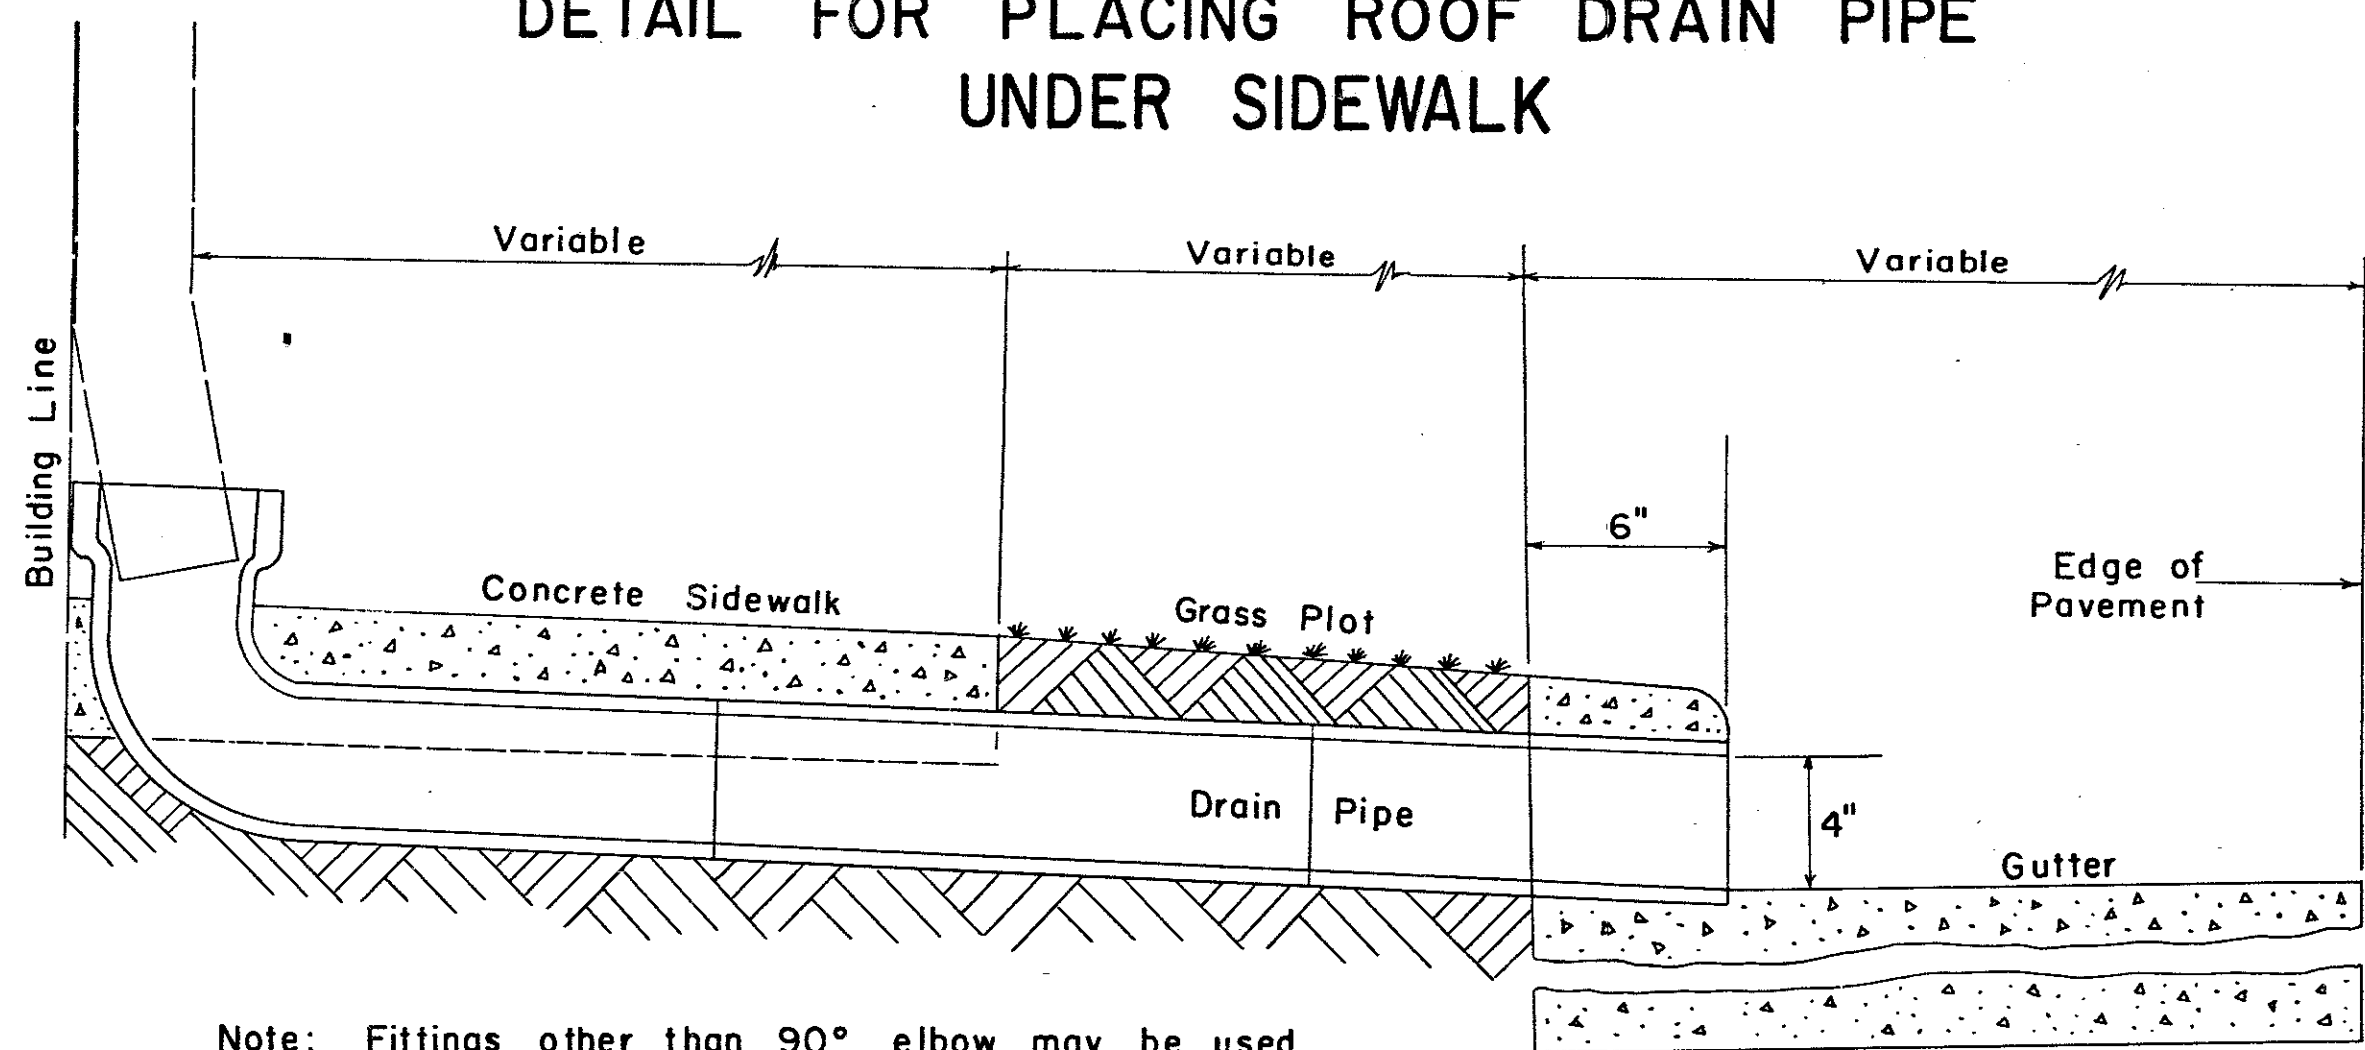 DETAIL FOR PLACING ROOF DRAIN PIPE
UNDER SIDEWALK
Variable
Variable
Variable
Building Line
6"
Edge of
Pavement
Concrete Sidewalk
Grass Plot
Drain Pipe
4"
Gutter
Note: Fittings other than 90° elbow may be used